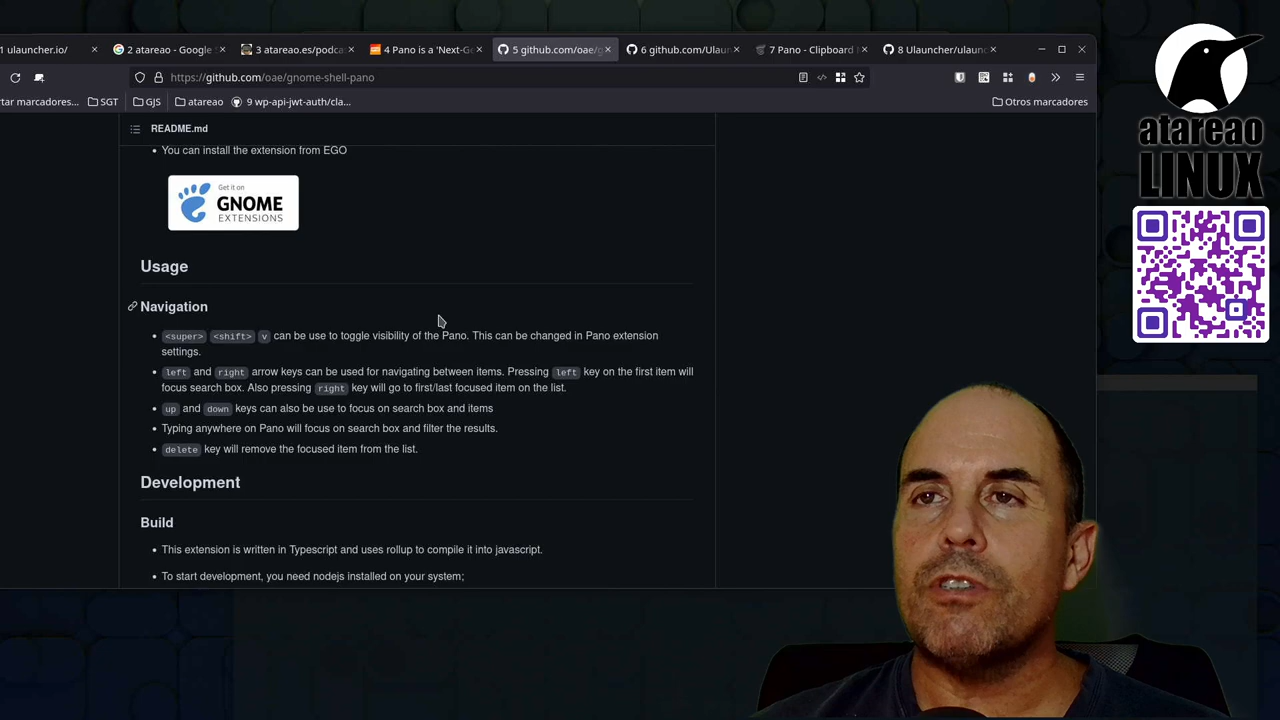 1 ulauncher.io/
2 atareao - Google
3 atareao.es/podca
4 Pano is a 'Next-Ge
5 github.com/oae/g
6 github.com/Ulaun
7 Pano - Clipboard
8 Ulauncher/ulaun
https://github.com/oae/gnome-shell-pano
rtar marcadores...
SGT
GJS
atareao
9 wp-api-jwt-auth/cla...
Otros marcadores
README.md
You can install the extension from EGO
Get it on
GNOME
EXTENSIONS
Usage
Navigation
<super> <shift> v can be use to toggle visibility of the Pano. This can be changed in Pano extension
settings.
left and right arrow keys can be used for navigating between items. Pressing left key on the first item will
focus search box. Also pressing right key will go to first/last focused item on the list.
up and down keys can also be use to focus on search box and items
Typing anywhere on Pano will focus on search box and filter the results.
delete key will remove the focused item from the list.
Development
Build
This extension is written in Typescript and uses rollup to compile it into javascript.
To start development, you need nodejs installed on your system;
atareao
LINUX